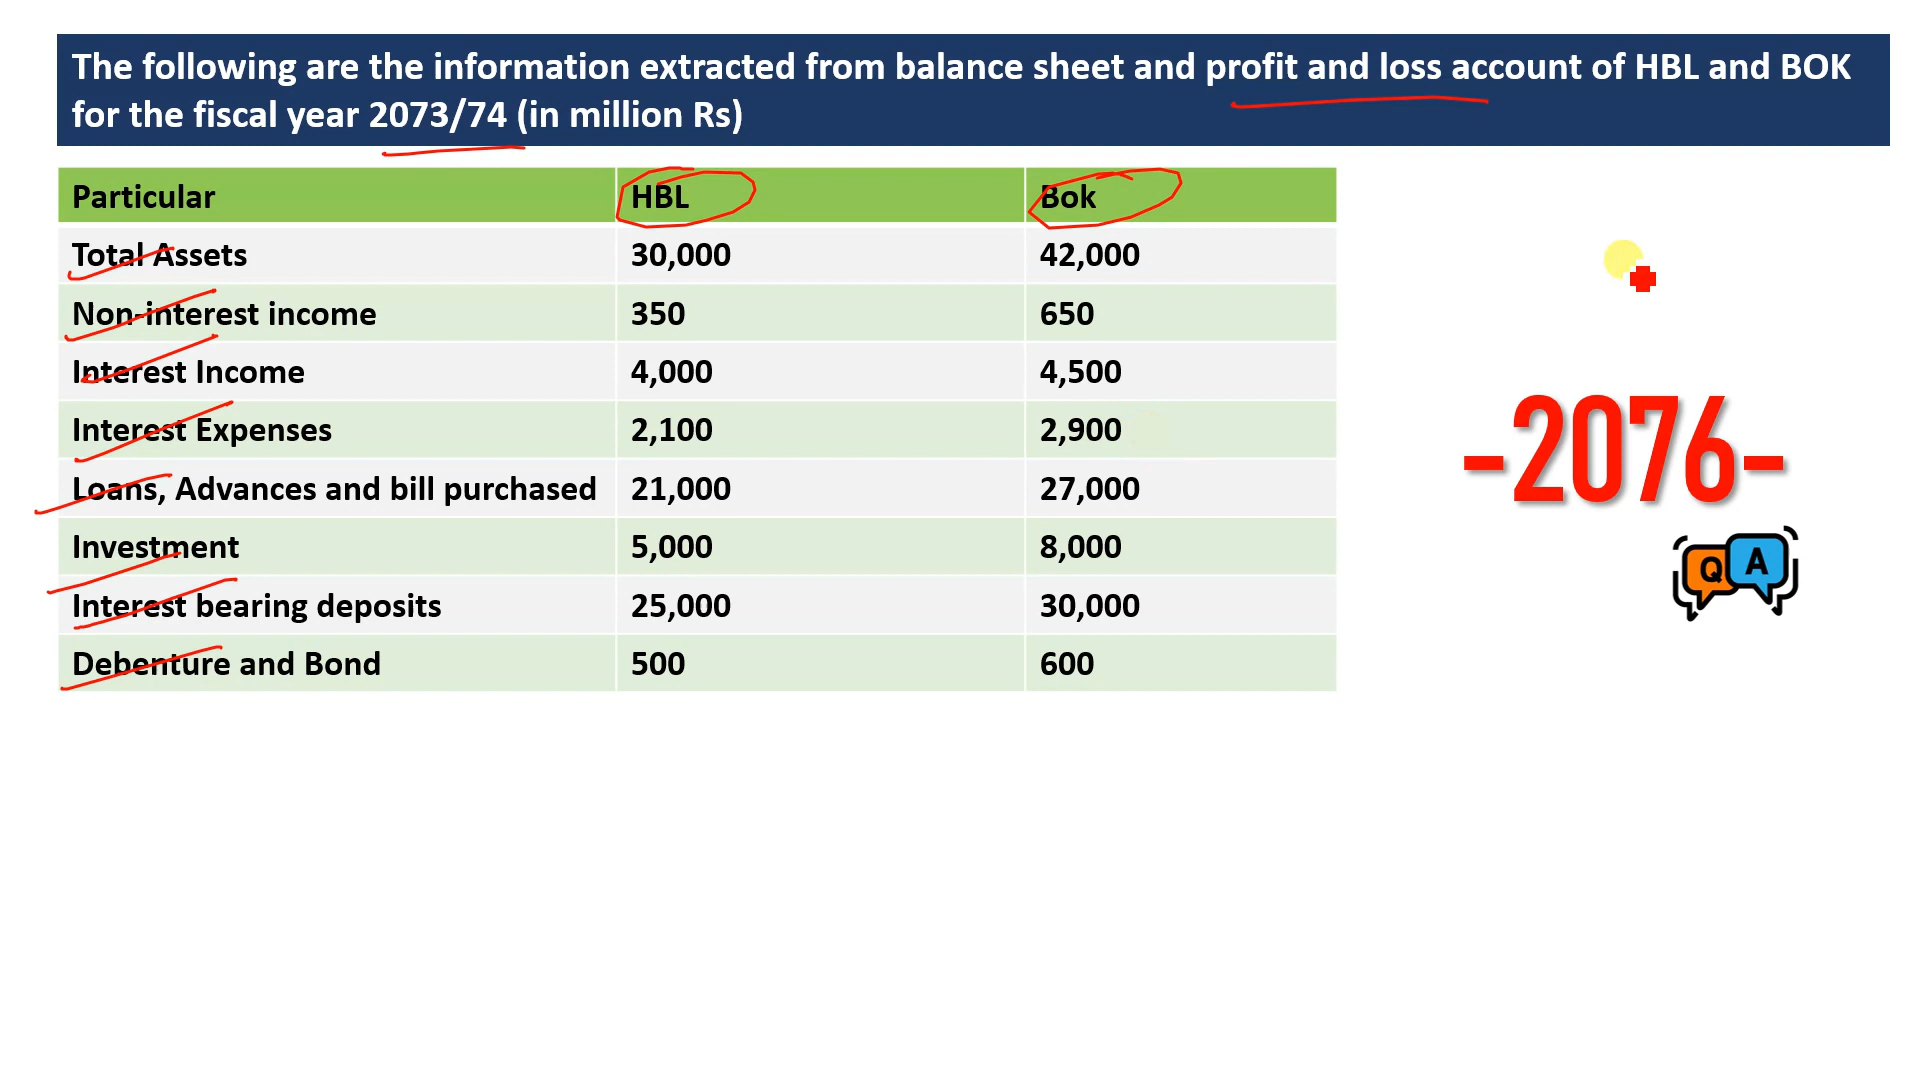 The following are the information extracted from balance sheet and profit and loss account of HBL and BOK
for the fiscal year 2073/74 (in million Rs)
Particular HBL Bok
Total Assets 30,000 42,000
Non-interest income 350 650
Interest Income 4,000 4,500
Interest Expenses 2,100 2,900
Loans, Advances and bill purchased 21,000 27,000
Investment 5,000 8,000
Interest bearing deposits 25,000 30,000
Debenture and Bond 500 600
-2076-
Q A